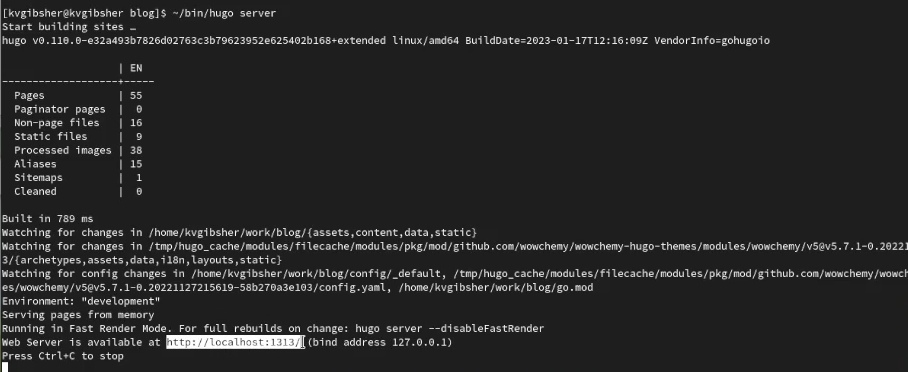 [kvgibsher@kvgibsher blog]$ ~/bin/hugo server
Start building sites …
hugo v0.110.0-e32a493b7826d02763c3b79623952e625402b168+extended linux/amd64 BuildDate=2023-01-17T12:16:09Z VendorInfo=gohugoio
| EN
-------------------+-----
Pages | 55
Paginator pages | 0
Non-page files | 16
Static files | 9
Processed images | 38
Aliases | 15
Sitemaps | 1
Cleaned | 0
Built in 789 ms
Watching for changes in /home/kvgibsher/work/blog/{assets,content,data,static}
Watching for changes in /tmp/hugo_cache/modules/filecache/modules/pkg/mod/github.com/wowchemy/wowchemy-hugo-themes/modules/wowchemy/v5@v5.7.1-0.20221
3/{archetypes,assets,data,i18n,layouts,static}
Watching for config changes in /home/kvgibsher/work/blog/config/_default, /tmp/hugo_cache/modules/filecache/modules/pkg/mod/github.com/wowchemy/wowch
es/wowchemy/v5@v5.7.1-0.20221127215619-58b270a3e103/config.yaml, /home/kvgibsher/work/blog/go.mod
Environment: "development"
Serving pages from memory
Running in Fast Render Mode. For full rebuilds on change: hugo server --disableFastRender
Web Server is available at http://localhost:1313/ (bind address 127.0.0.1)
Press Ctrl+C to stop